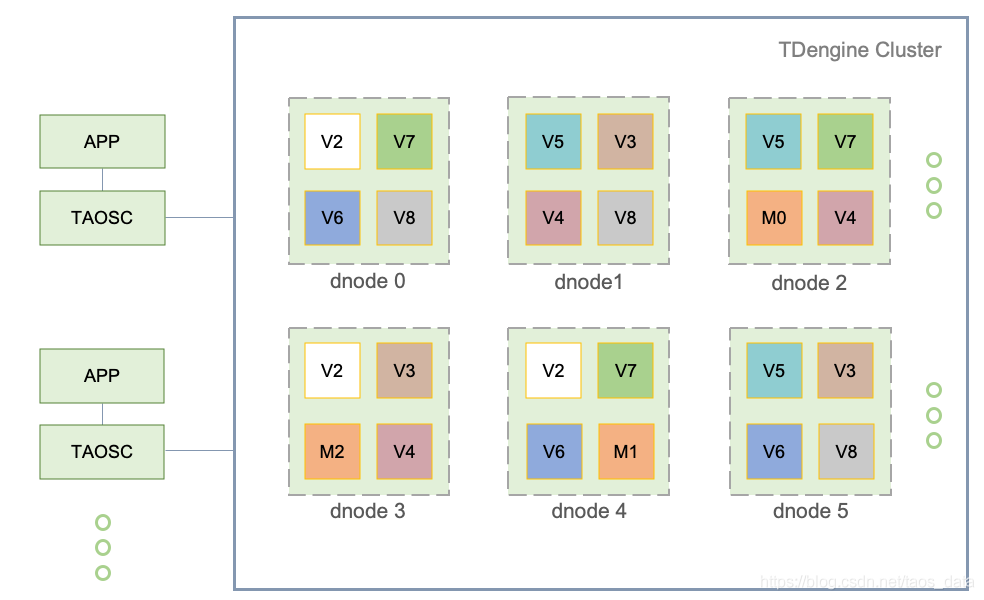 TDengine Cluster
APP
TAOSC
V2 V7
V6 V8
dnode 0
V5 V3
V4 V8
dnode1
V5 V7
M0 V4
dnode 2
APP
TAOSC
V2 V3
M2 V4
dnode 3
V2 V7
V6 M1
dnode 4
V5 V3
V6 V8
dnode 5
https://blog.csdn.net/taos_data